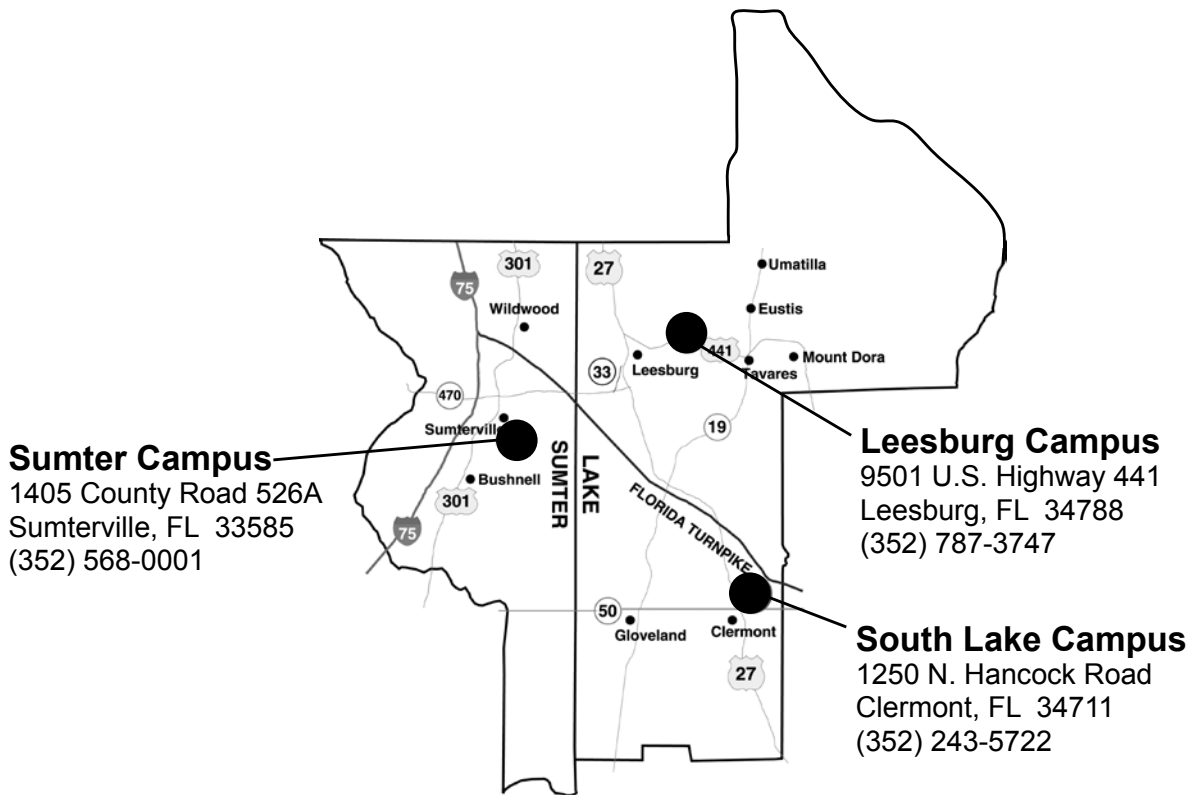 Umatilla
301
27
75
Eustis
Wildwood
441
Mount Dora
Leesburg
Tavares
33
470
Sumterville
19
Leesburg Campus
9501 U.S. Highway 441
Leesburg, FL 34788
(352) 787-3747
Sumter Campus
1405 County Road 526A
Sumterville, FL 33585
(352) 568-0001
Bushnell
301
75
SUMTER
LAKE
FLORIDA TURNPIKE
50
Gloveland
Clermont
27
South Lake Campus
1250 N. Hancock Road
Clermont, FL 34711
(352) 243-5722